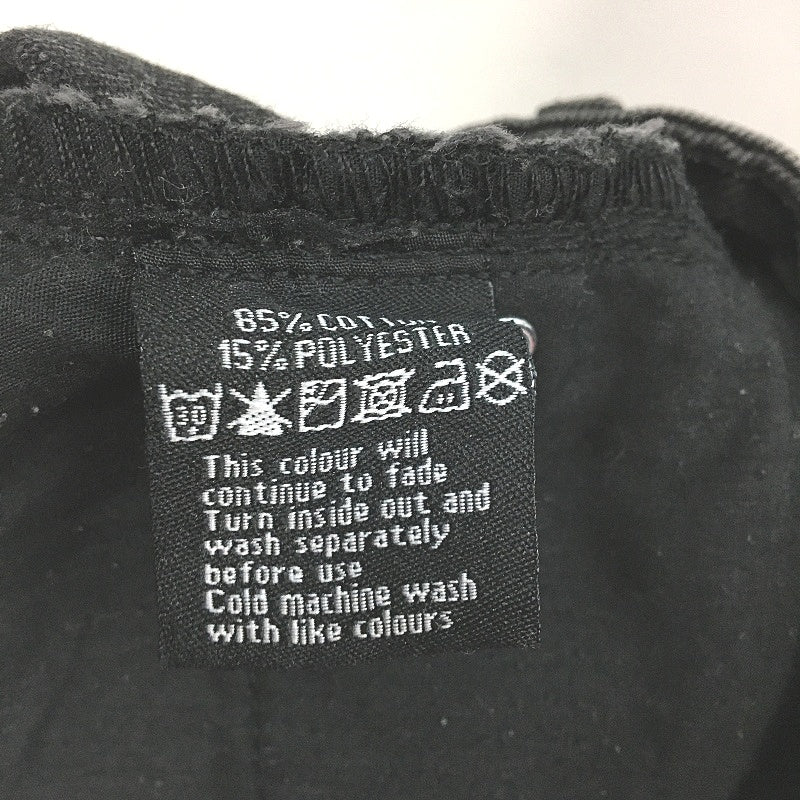 85% COTTON
15% POLYESTER
30
This colour will
continue to fade
Turn inside out and
wash separately
before use
Cold machine wash
with like colours